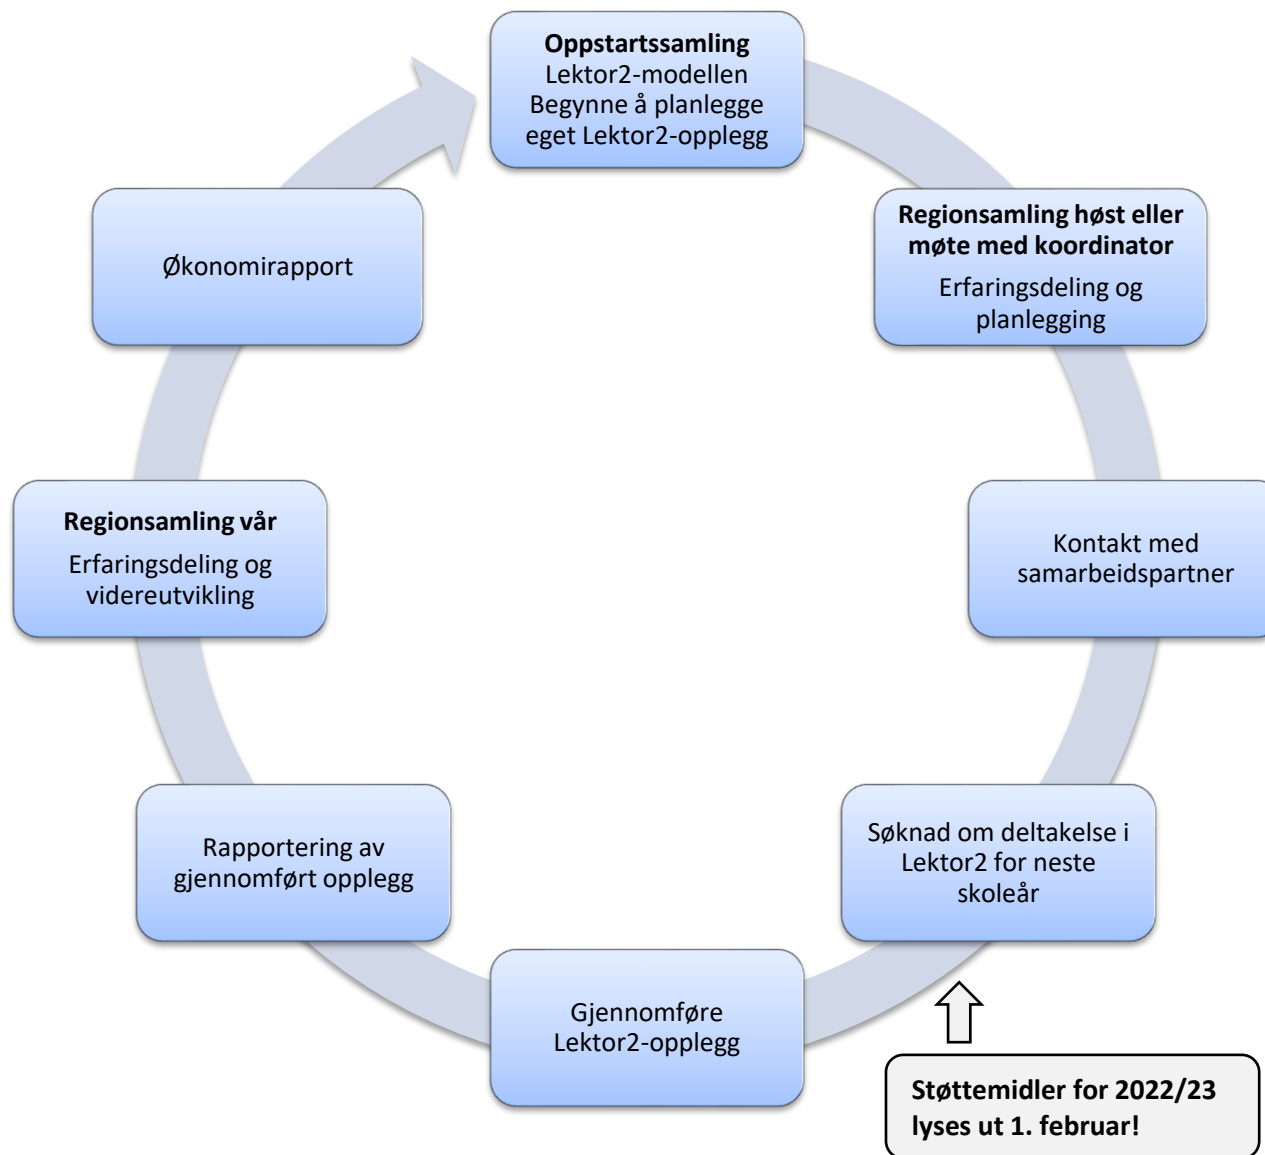 Oppstartssamling
Lektor2-modellen
Begynne å planlegge
eget Lektor2-opplegg
Regionsamling høst eller
møte med koordinator
Erfaringsdeling og
planlegging
Kontakt med
samarbeidspartner
Søknad om deltakelse i
Lektor2 for neste
skoleår
Støttemidler for 2022/23
lyses ut 1. februar!
Gjennomføre
Lektor2-opplegg
Rapportering av
gjennomført opplegg
Regionsamling vår
Erfaringsdeling og
videreutvikling
Økonomirapport